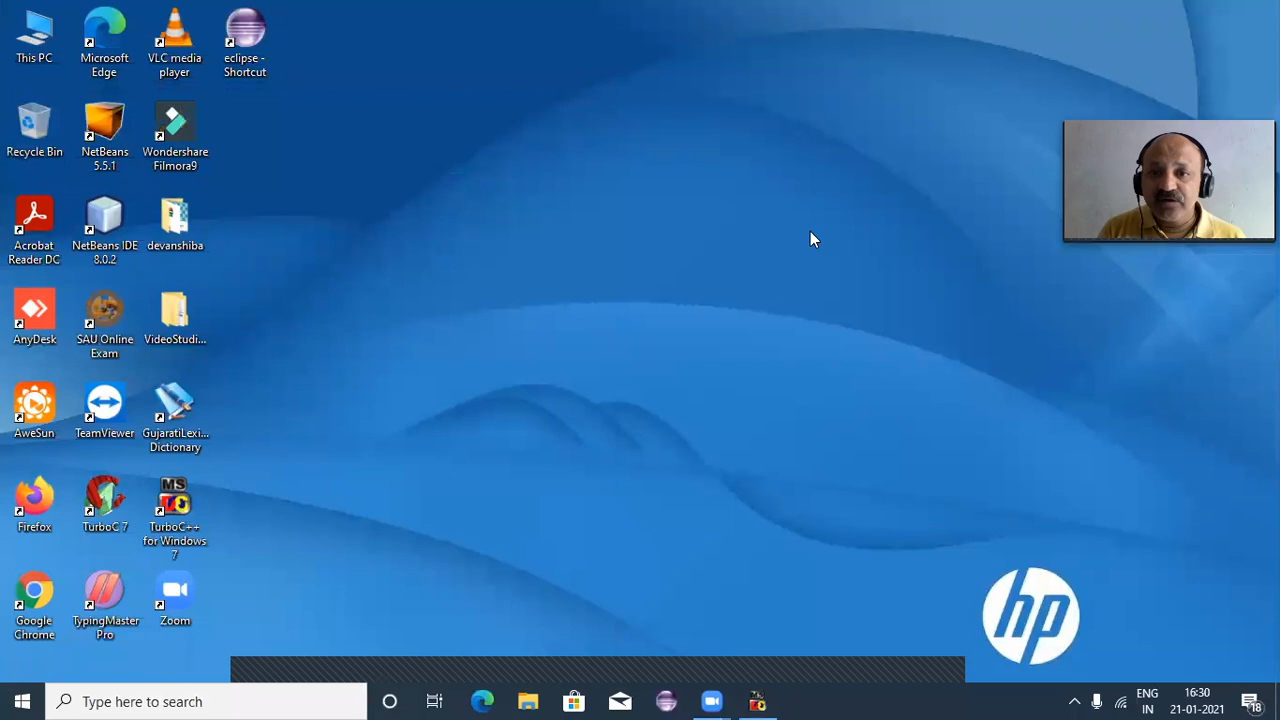 This PC
Microsoft
Edge
VLC media
player
eclipse -
Shortcut
Recycle Bin
NetBeans
5.5.1
Wondershare
Filmora9
Acrobat
Reader DC
NetBeans IDE
8.0.2
devanshiba
AnyDesk
SAU Online
Exam
VideoStudi...
AweSun
TeamViewer
GujaratiLexi...
Dictionary
Firefox
TurboC 7
MS
TurboC++
for Windows
7
Google
Chrome
TypingMaster
Pro
Zoom
hp
Type here to search
ENG
IN
16:30
21-01-2021
18